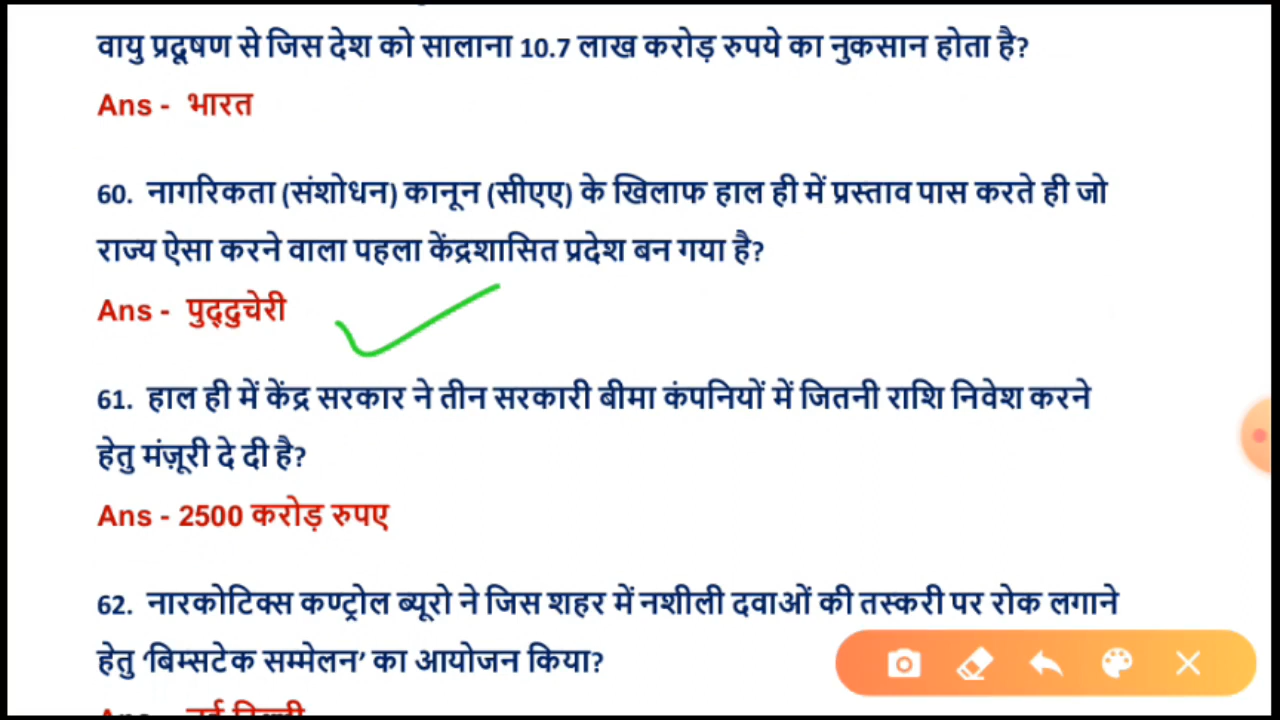 वायु प्रदूषण से जिस देश को सालाना 10.7 लाख करोड़ रुपये का नुकसान होता है?
Ans - भारत
60. नागरिकता (संशोधन) कानून (सीएए) के खिलाफ हाल ही में प्रस्ताव पास करते ही जो
राज्य ऐसा करने वाला पहला केंद्रशासित प्रदेश बन गया है?
Ans - पुद्दुचेरी
61. हाल ही में केंद्र सरकार ने तीन सरकारी बीमा कंपनियों में जितनी राशि निवेश करने
हेतु मंज़ूरी दे दी है?
Ans - 2500 करोड़ रुपए
62. नारकोटिक्स कण्ट्रोल ब्यूरो ने जिस शहर में नशीली दवाओं की तस्करी पर रोक लगाने
हेतु ‘बिम्सटेक सम्मेलन’ का आयोजन किया?